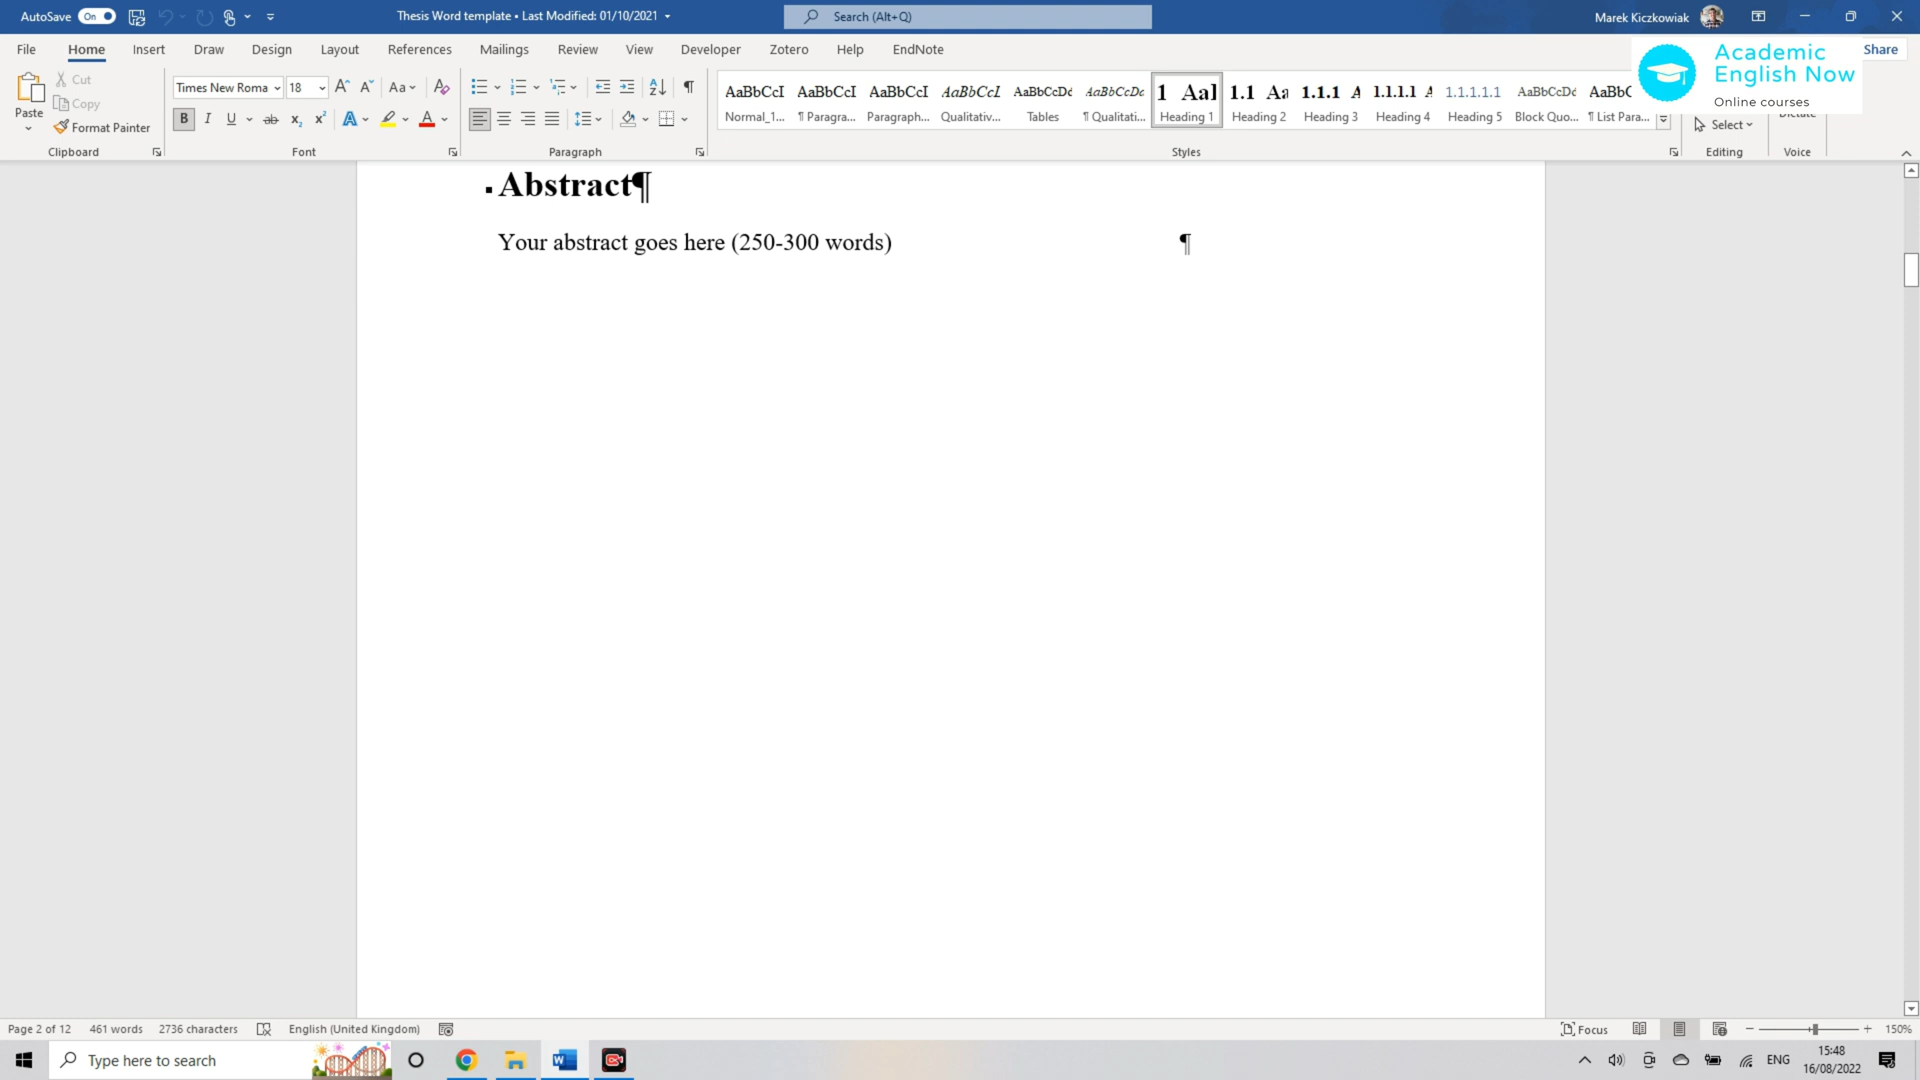 AutoSave On
Thesis Word template • Last Modified: 01/10/2021
Search (Alt+Q)
Marek Kiczkowiak
File Home Insert Draw Design Layout References Mailings Review View Developer Zotero Help EndNote
Share
Academic
English Now
Online courses
Paste
Cut
Copy
Format Painter
Clipboard
Times New Roma 18
Font
Paragraph
AaBbCcI AaBbCcI AaBbCcI AaBbCcI AaBbCcDd AaBbCcDc 1 Aa] 1.1 Aa 1.1.1 A 1.1.1.1 A 1.1.1.1.1 AaBbCcDd AaBbC
Normal_1... ¶ Paragra... Paragraph... Qualitativ... Tables ¶ Qualitati... Heading 1 Heading 2 Heading 3 Heading 4 Heading 5 Block Quo... ¶ List Para...
Styles
Select
Editing
Dictate
Voice
Abstract¶
Your abstract goes here (250-300 words) ¶
Page 2 of 12 461 words 2736 characters English (United Kingdom)
Focus
150%
Type here to search
ENG
15:48
16/08/2022